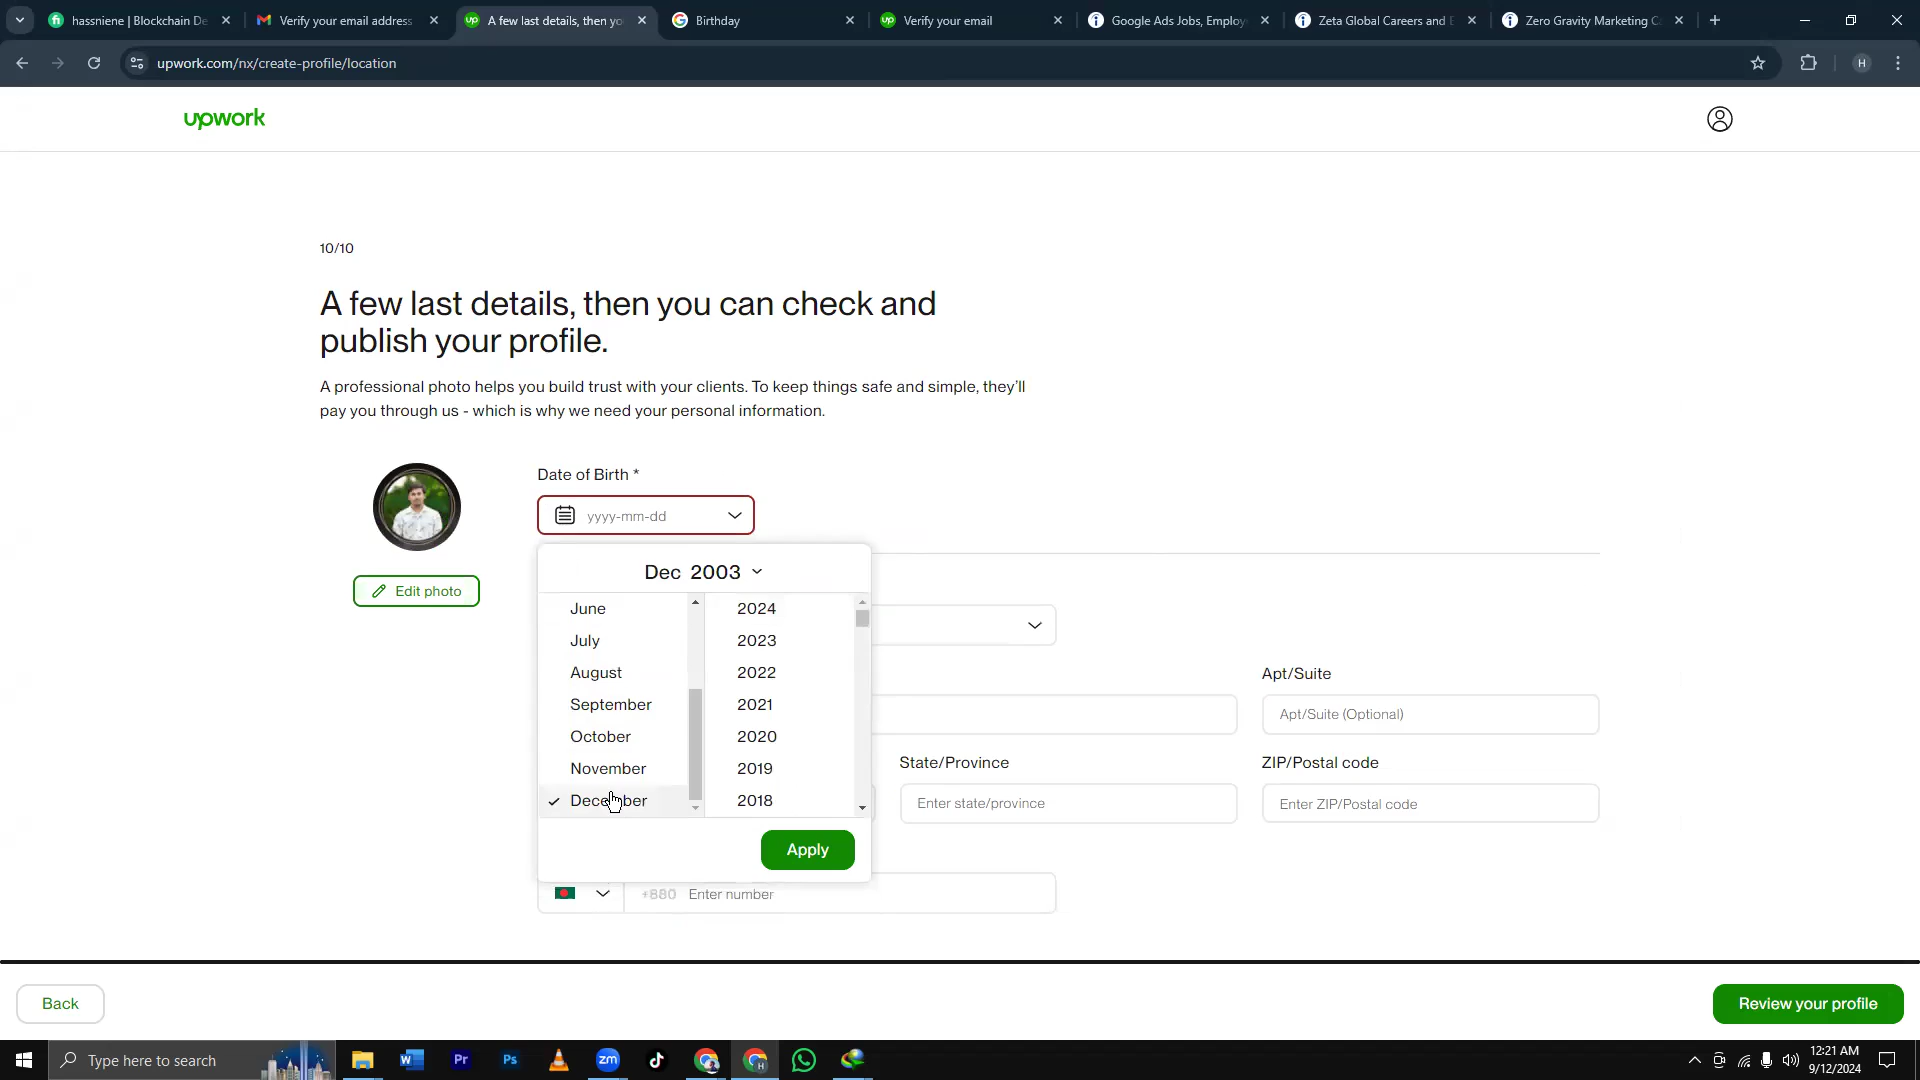 hassniene | Blockchain De
Verify your email address
A few last details, then yo
Birthday
Verify your email
Google Ads Jobs, Employ
Zeta Global Careers and E
Zero Gravity Marketing C
upwork.com/nx/create-profile/location
H
upwork
10/10
A few last details, then you can check and
publish your profile.
A professional photo helps you build trust with your clients. To keep things safe and simple, they'll
pay you through us - which is why we need your personal information.
Date of Birth *
yyyy-mm-dd
Edit photo
Dec 2003
June 2024
July 2023
August 2022
September 2021
October 2020
November 2019
December 2018
Apply
Apt/Suite
Apt/Suite (Optional)
State/Province
ZIP/Postal code
Enter state/province
Enter ZIP/Postal code
+880 Enter number
Back
Review your profile
Type here to search
12:21 AM
9/12/2024